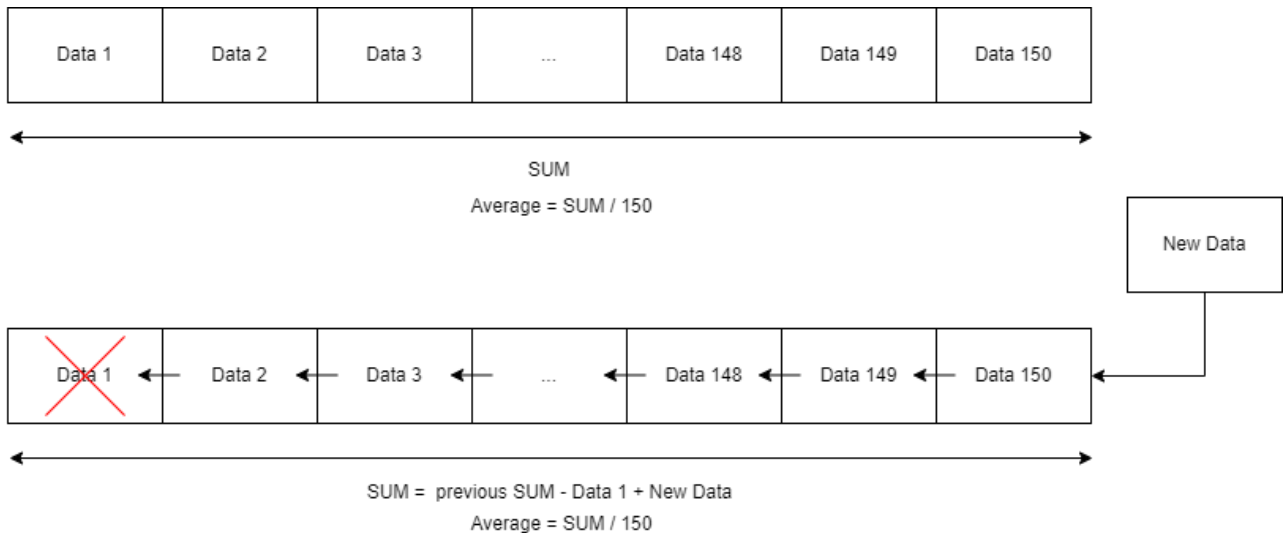 Data 1 Data 2 Data 3 ... Data 148 Data 149 Data 150
SUM
Average = SUM / 150
New Data
Data 1 Data 2 Data 3 ... Data 148 Data 149 Data 150
SUM = previous SUM - Data 1 + New Data
Average = SUM / 150